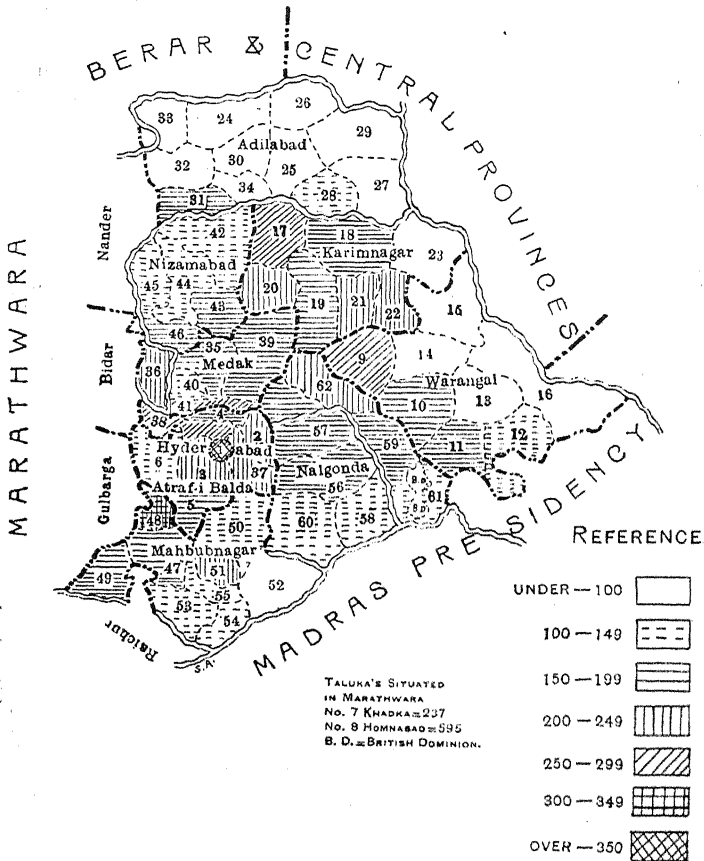 BERAR & CENTRAL PROVINCES
MARATHWARA
MADRAS PRESIDENCY
33
24
26
29
Adilabad
32
30
25
27
34
28
31
Nander
42
17
18
Karimnagar
23
Nizamabad
45
44
20
43
19
21
22
15
46
35
39
9
14
Bidar
36
Medak
40
62
Warangal
41
10
13
16
38
4
Hyderabad
2
57
59
11
12
6
3
37
Nalgonda
Atraf-i Balda
56
B.D.
61
B.D.
Gulbarga
5
48
50
60
58
Mahbubnagar
49
47
51
52
53
55
54
Raichur
S.A.
REFERENCE
UNDER—100
100—149
150—199
200—249
250—299
300—349
OVER—350
TALUKA'S SITUATED
IN MARATHWARA
No. 7 KHADKA=237
No. 8 HOMNABAD=595
B. D.=BRITISH DOMINION.